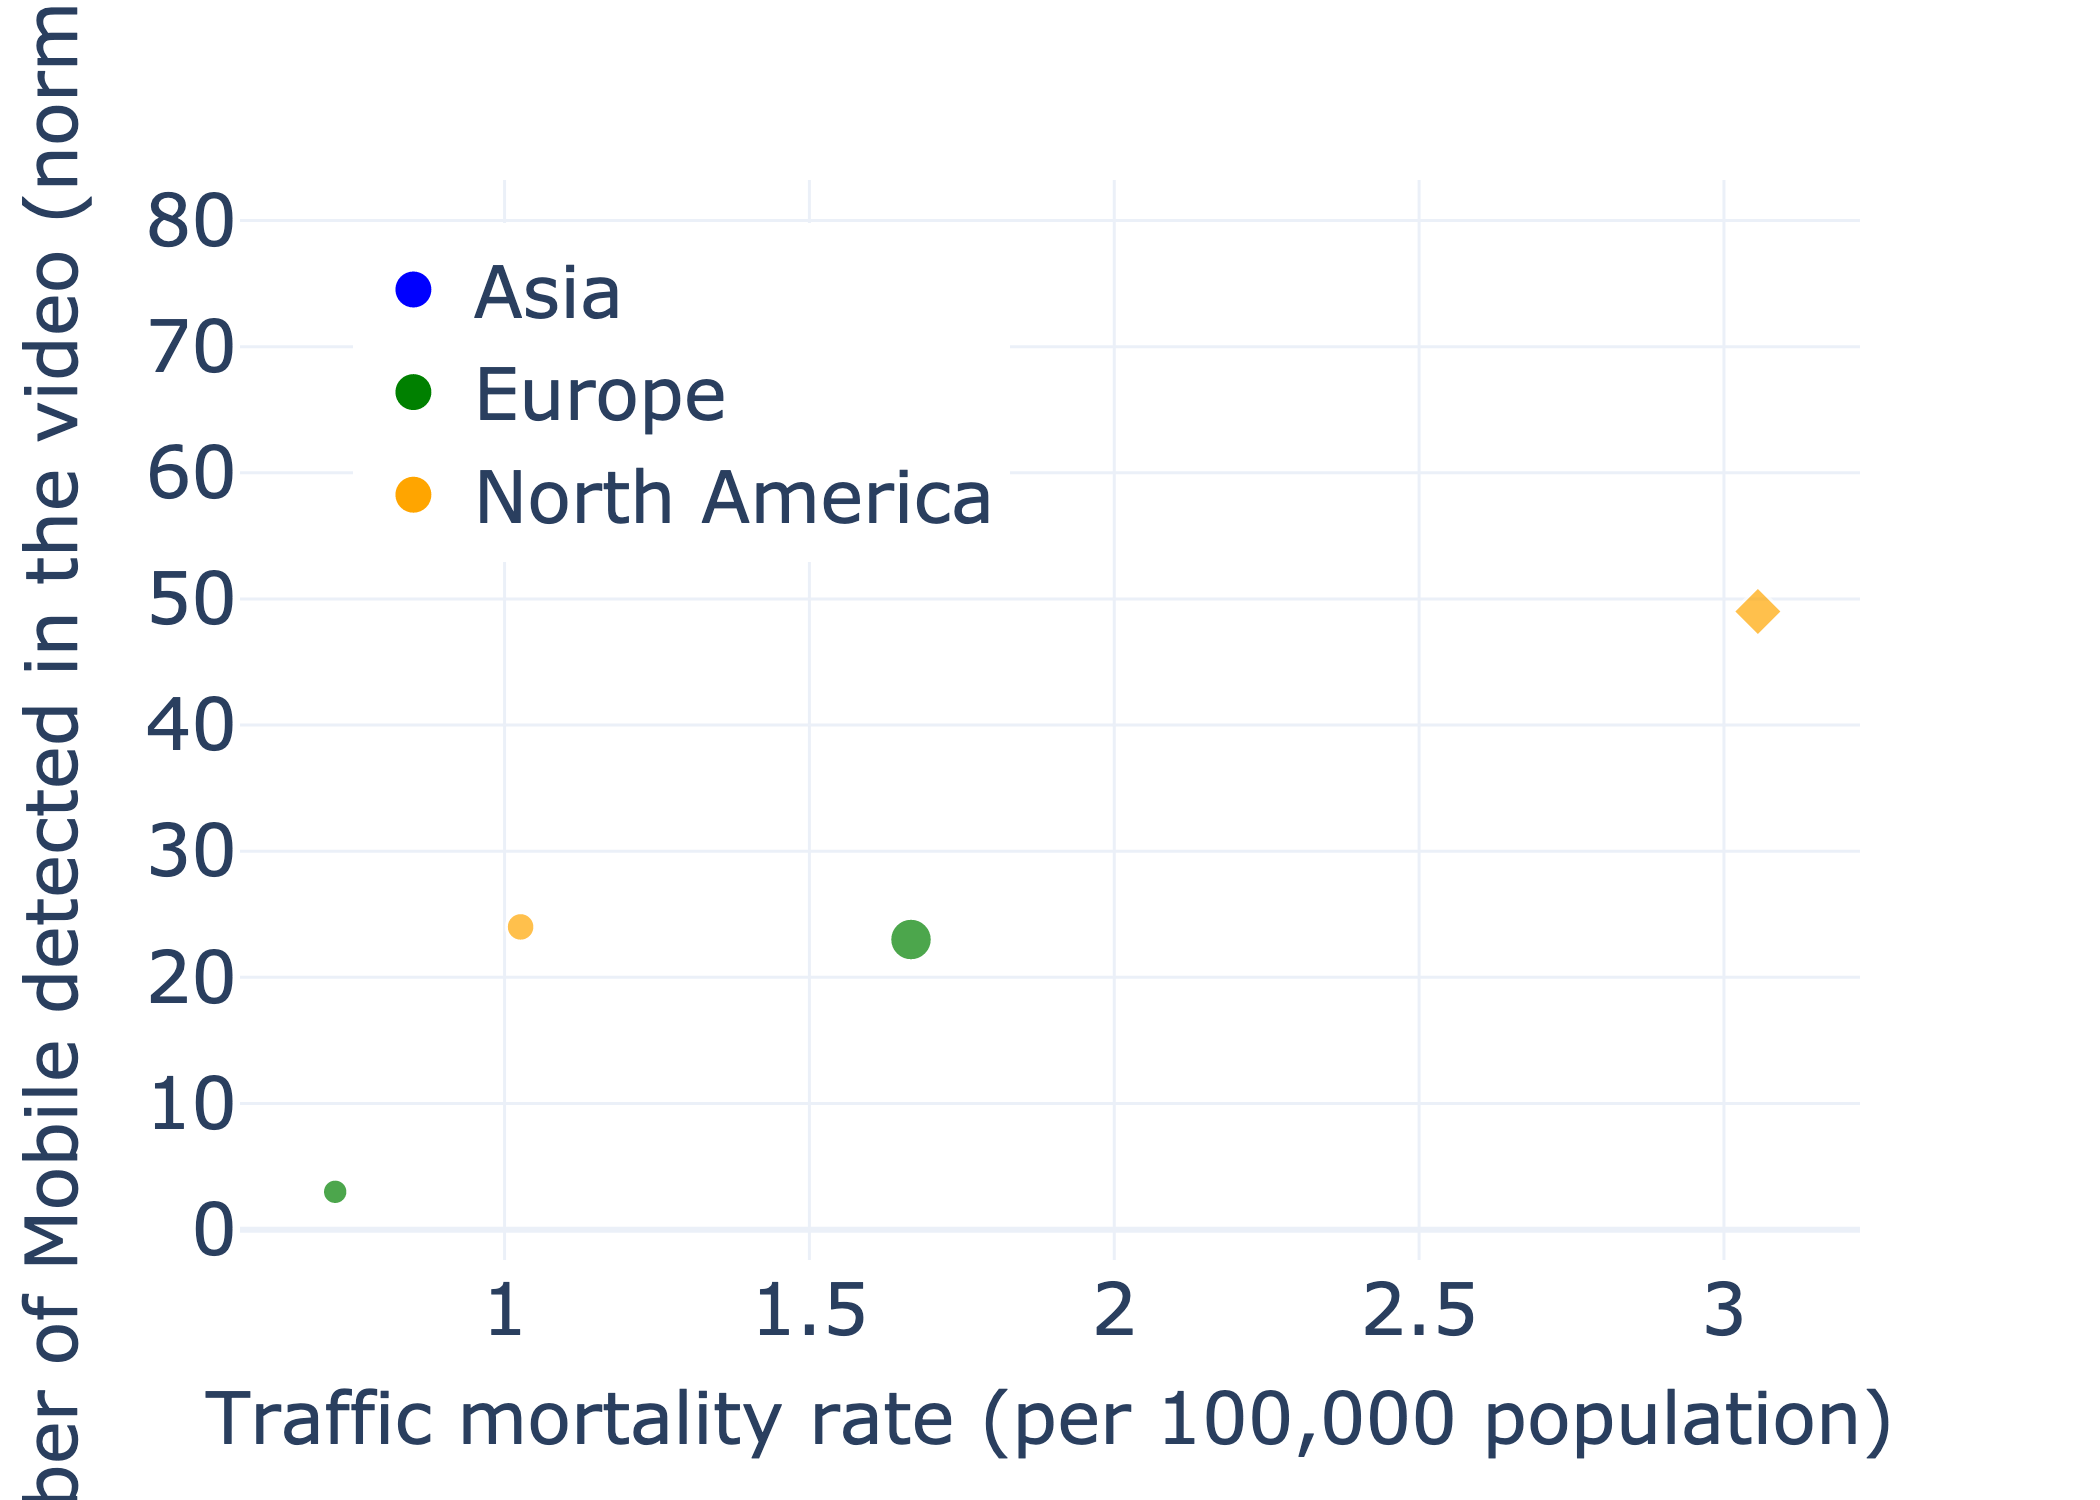 ber of Mobile detected in the video (norm
80
70
60
50
40
30
20
10
0
Asia
Europe
North America
1
1.5
2
2.5
3
Traffic mortality rate (per 100,000 population)